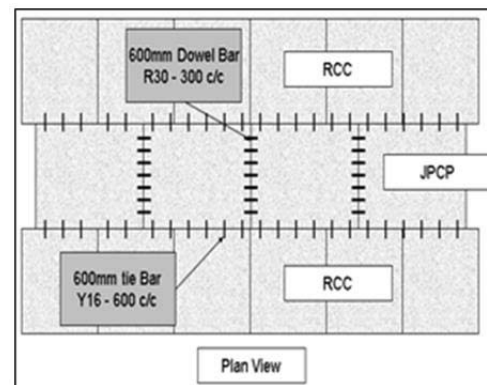 600mm Dowel Bar
R30 - 300 c/c
RCC
JPCP
600mm tie Bar
Y16 - 600 c/c
RCC
Plan View